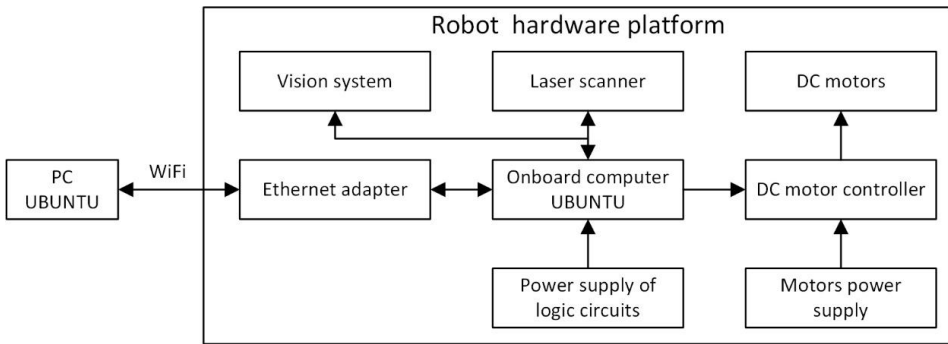 Robot hardware platform
Vision system
Laser scanner
DC motors
WiFi
PC
UBUNTU
Ethernet adapter
Onboard computer
UBUNTU
DC motor controller
Power supply of
logic circuits
Motors power
supply